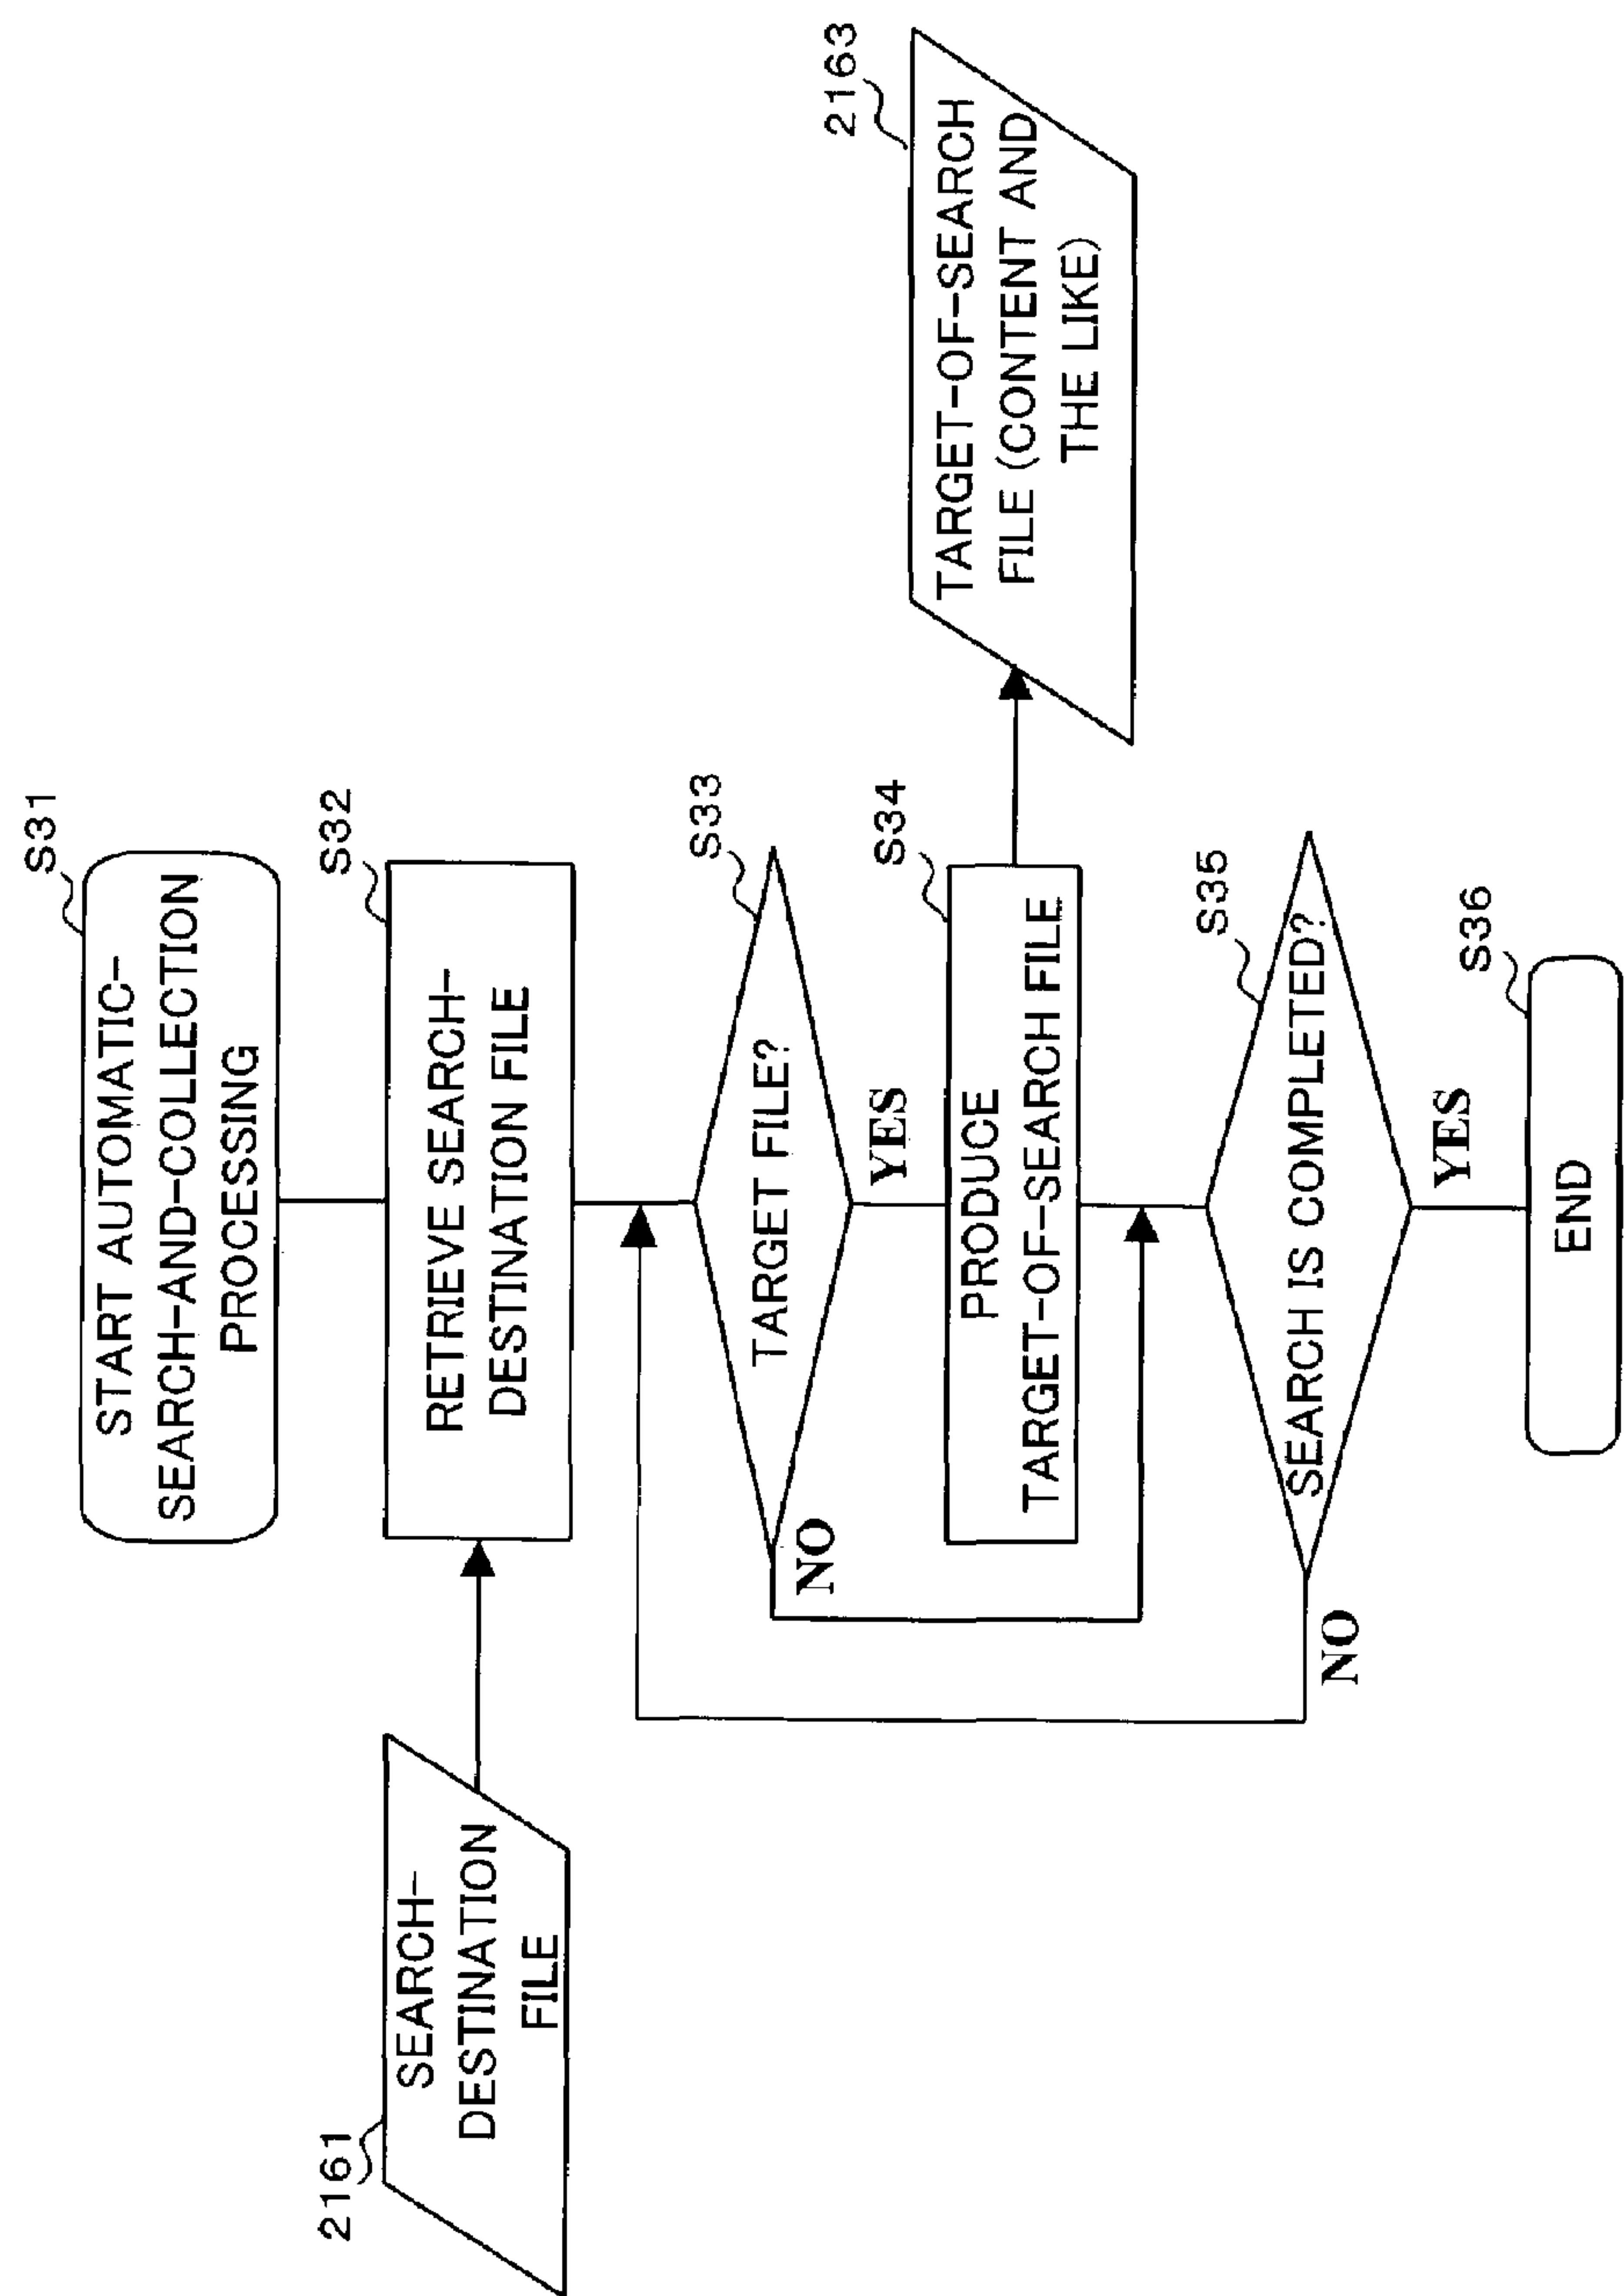 S31
START AUTOMATIC-
SEARCH-AND-COLLECTION
PROCESSING
2161
SEARCH-
DESTINATION
FILE
S32
RETRIEVE SEARCH-
DESTINATION FILE
S33
TARGET FILE?
NO
YES
S34
PRODUCE
TARGET-OF-SEARCH FILE
2163
TARGET-OF-SEARCH
FILE (CONTENT AND
THE LIKE)
S35
SEARCH IS COMPLETED?
NO
YES
S36
END